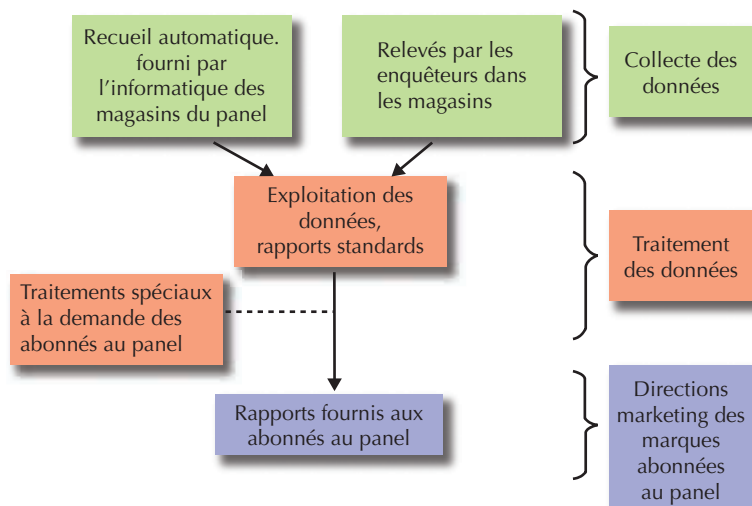 Recueil automatique.
fourni par
l'informatique des
magasins du panel
Relevés par les
enquêteurs dans
les magasins
Collecte des
données
Exploitation des
données,
rapports standards
Traitement
des données
Traitements spéciaux
à la demande des
abonnés au panel
Rapports fournis aux
abonnés au panel
Directions
marketing des
marques
abonnées
au panel